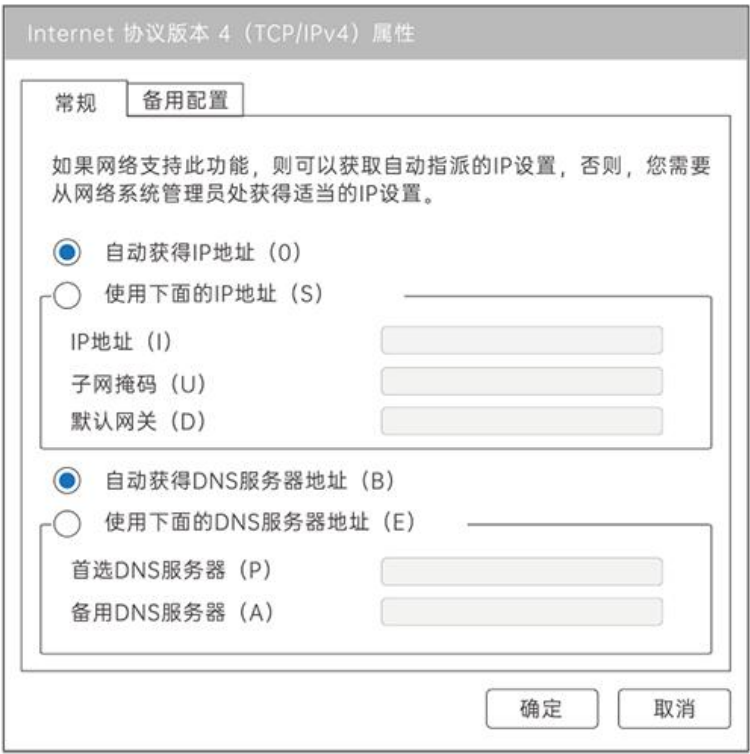 Internet 协议版本 4（TCP/IPv4）属性
常规
备用配置
如果网络支持此功能，则可以获取自动指派的IP设置，否则，您需要
从网络系统管理员处获得适当的IP设置。
自动获得IP地址（0）
使用下面的IP地址（S）
IP地址（I）
子网掩码（U）
默认网关（D）
自动获得DNS服务器地址（B）
使用下面的DNS服务器地址（E）
首选DNS服务器（P）
备用DNS服务器（A）
确定
取消